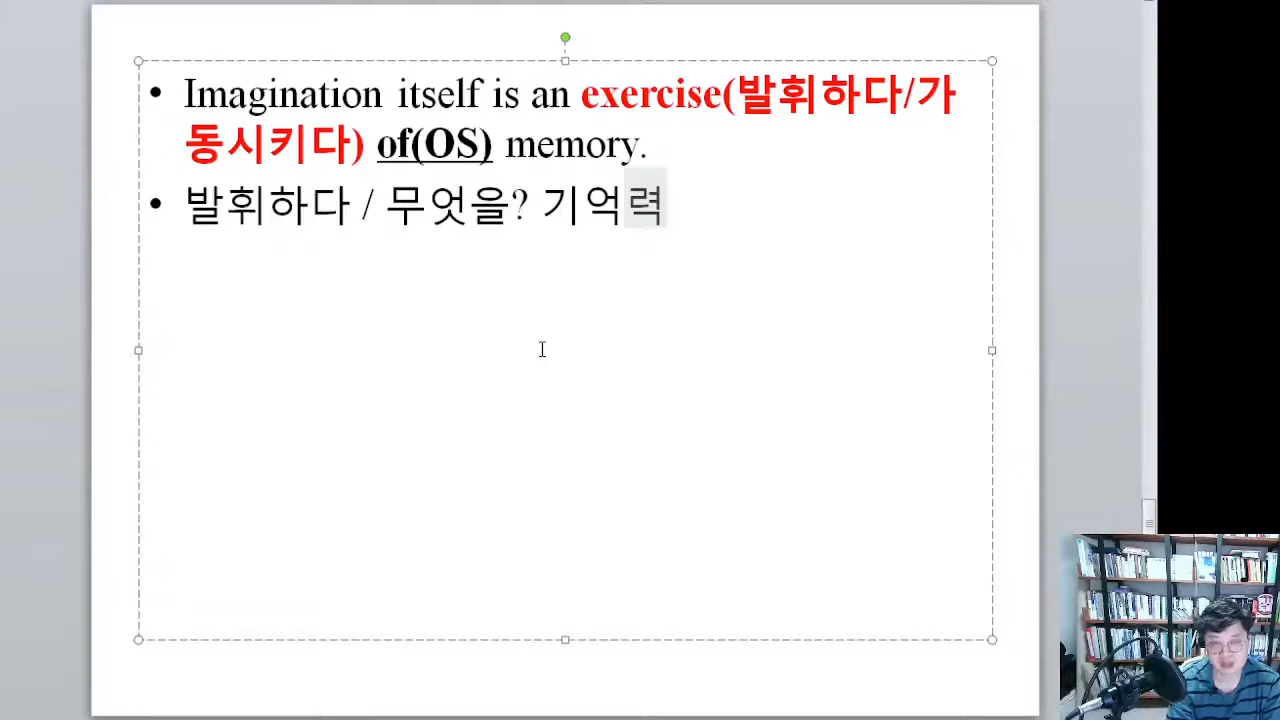 • Imagination itself is an exercise(발휘하다/가
동시키다) of(OS) memory.
• 발휘하다 / 무엇을? 기억력